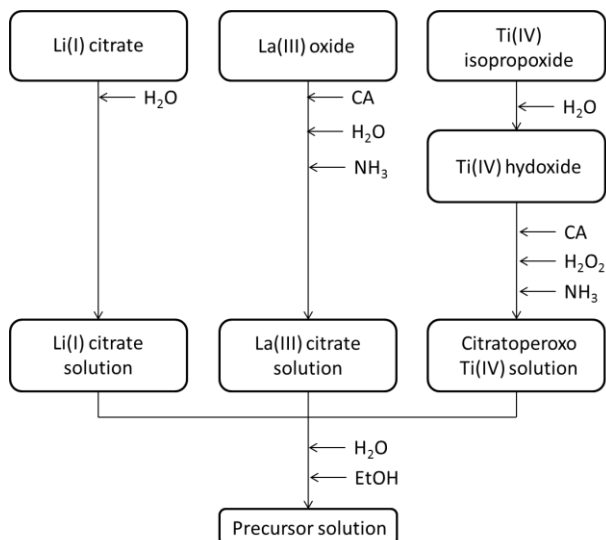 Li(I) citrate
La(III) oxide
Ti(IV)
isopropoxide
H₂O
CA
H₂O
NH₃
H₂O
Ti(IV) hydoxide
CA
H₂O₂
NH₃
Li(I) citrate
solution
La(III) citrate
solution
Citratoperoxo
Ti(IV) solution
H₂O
EtOH
Precursor solution